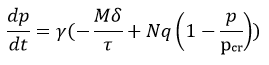 dp/dt = γ(-Mδ/τ + Nq(1 - p/p_cr))